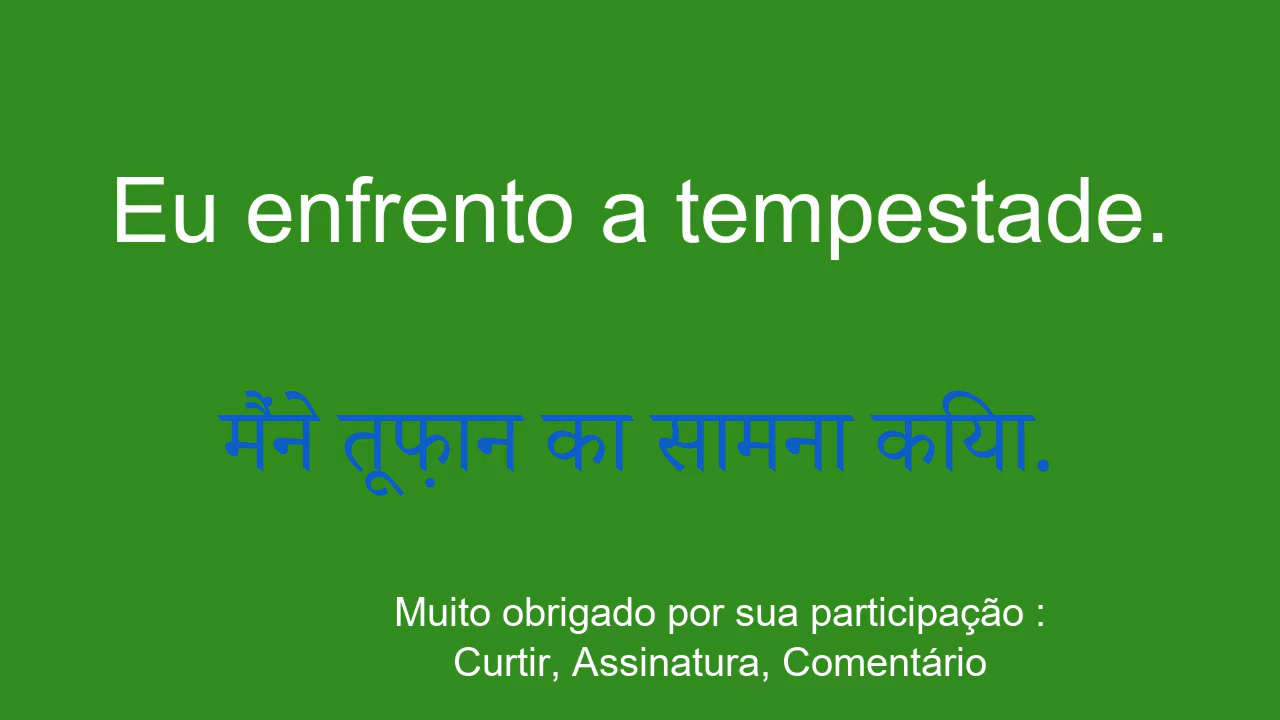 Eu enfrento a tempestade.
मैंने तूफ़ान का सामना किया.
Muito obrigado por sua participação :
Curtir, Assinatura, Comentário